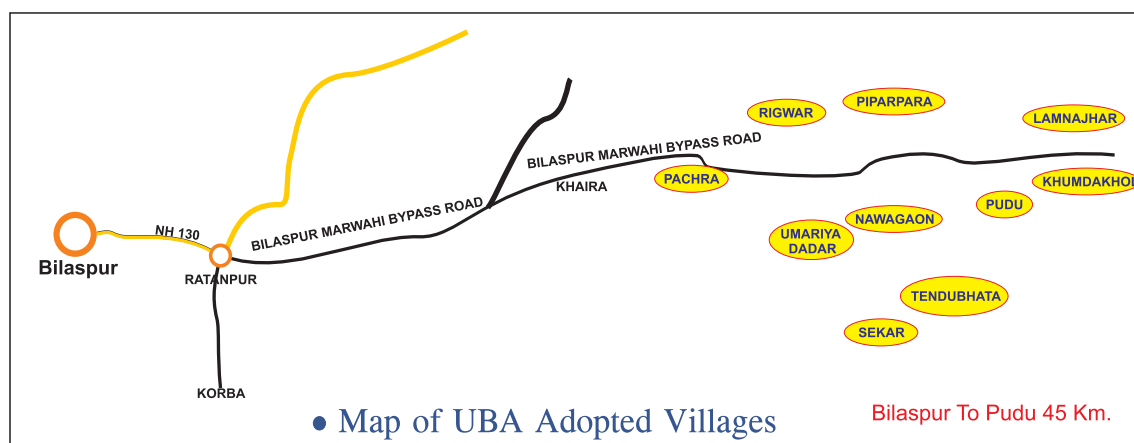 PIPARPARA
RIGWAR
LAMNAJHAR
BILASPUR MARWAHI BYPASS ROAD
PACHRA
KHAIRA
KHUMDAKHOL
PUDU
NAWAGAON
BILASPUR MARWAHI BYPASS ROAD
NH 130
UMARIYA
DADAR
Bilaspur
RATANPUR
TENDUBHATA
SEKAR
KORBA
• Map of UBA Adopted Villages
Bilaspur To Pudu 45 Km.